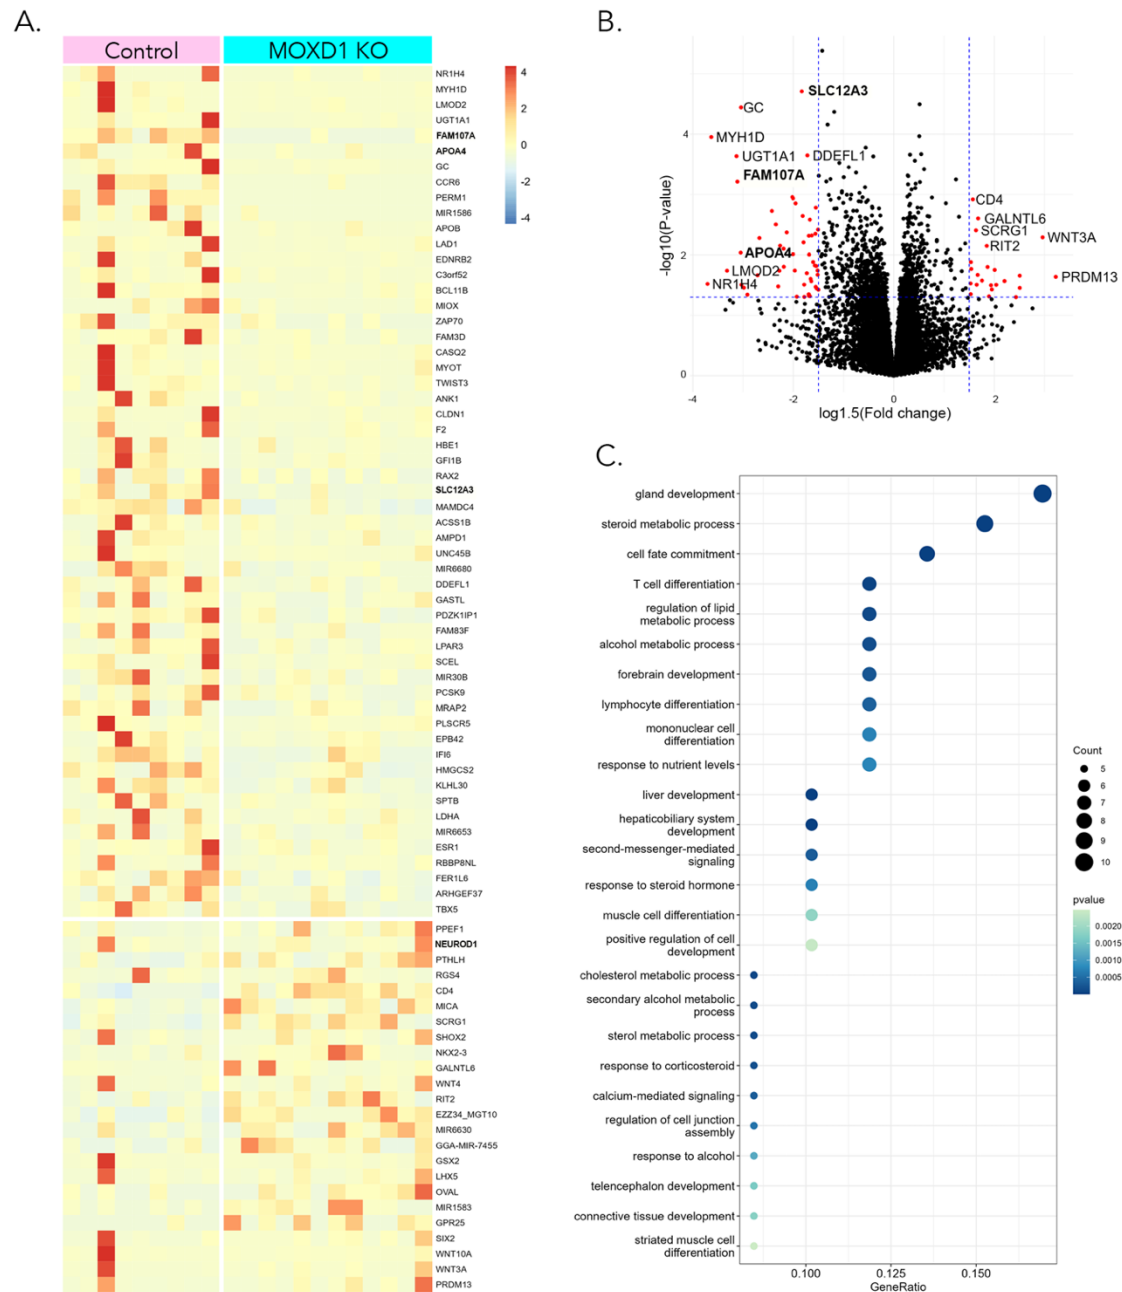 A.
Control
MOXD1 KO
NR1H4
MYH1D
LMOD2
UGT1A1
FAM107A
APOA4
GC
CCR6
PERM1
MIR1586
APOB
LAD1
EDNRB2
C3orf52
BCL11B
MIOX
ZAP70
FAM3D
CASQ2
MYOT
TWIST3
ANK1
CLDN1
F2
HBE1
GFI1B
RAX2
SLC12A3
MAMDC4
ACSS1B
AMPD1
UNC45B
MIR6680
DDEFL1
GASTL
PDZK1IP1
FAM83F
LPAR3
SCEL
MIR30B
PCSK9
MRAP2
PLSCR5
EPB42
IFI6
HMGCS2
KLHL30
SPTB
LDHA
MIR6653
ESR1
RBBP8NL
FER1L6
ARHGEF37
TBX5
PPEF1
NEUROD1
PTHLH
RGS4
CD4
MICA
SCRG1
SHOX2
NKX2-3
GALNTL6
WNT4
RIT2
EZZ34_MGT10
MIR6630
GGA-MIR-7455
GSX2
LHX5
OVAL
MIR1583
GPR25
SIX2
WNT10A
WNT3A
PRDM13
4
2
0
-2
-4
B.
-log10(P-value)
4
2
0
SLC12A3
GC
MYH1D
UGT1A1
DDEFL1
FAM107A
CD4
GALNTL6
SCRG1
WNT3A
RIT2
APOA4
LMOD2
PRDM13
NR1H4
-4
-2
0
2
log1.5(Fold change)
C.
gland development
steroid metabolic process
cell fate commitment
T cell differentiation
regulation of lipid
metabolic process
alcohol metabolic process
forebrain development
lymphocyte differentiation
mononuclear cell
differentiation
response to nutrient levels
liver development
hepaticobiliary system
development
second-messenger-mediated
signaling
response to steroid hormone
muscle cell differentiation
positive regulation of cell
development
cholesterol metabolic process
secondary alcohol metabolic
process
sterol metabolic process
response to corticosteroid
calcium-mediated signaling
regulation of cell junction
assembly
response to alcohol
telencephalon development
connective tissue development
striated muscle cell
differentiation
0.100
0.125
0.150
GeneRatio
Count
5
6
7
8
9
10
pvalue
0.0020
0.0010
0.0005